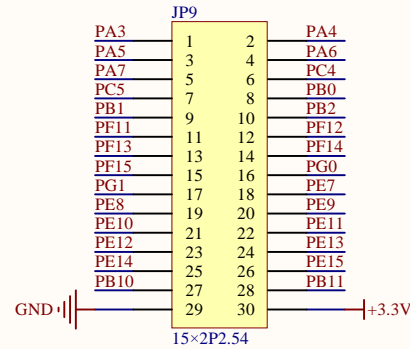 JP9
PA3 1 2 PA4
PA5 3 4 PA6
PA7 5 6 PC4
PC5 7 8 PB0
PB1 9 10 PB2
PF11 11 12 PF12
PF13 13 14 PF14
PF15 15 16 PG0
PG1 17 18 PE7
PE8 19 20 PE9
PE10 21 22 PE11
PE12 23 24 PE13
PE14 25 26 PE15
PB10 27 28 PB11
GND 29 30 +3.3V
15×2P2.54